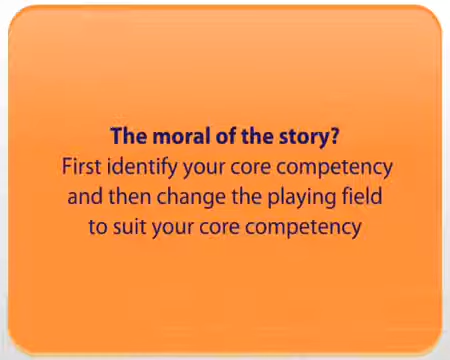 The moral of the story?
First identify your core competency
and then change the playing field
to suit your core competency